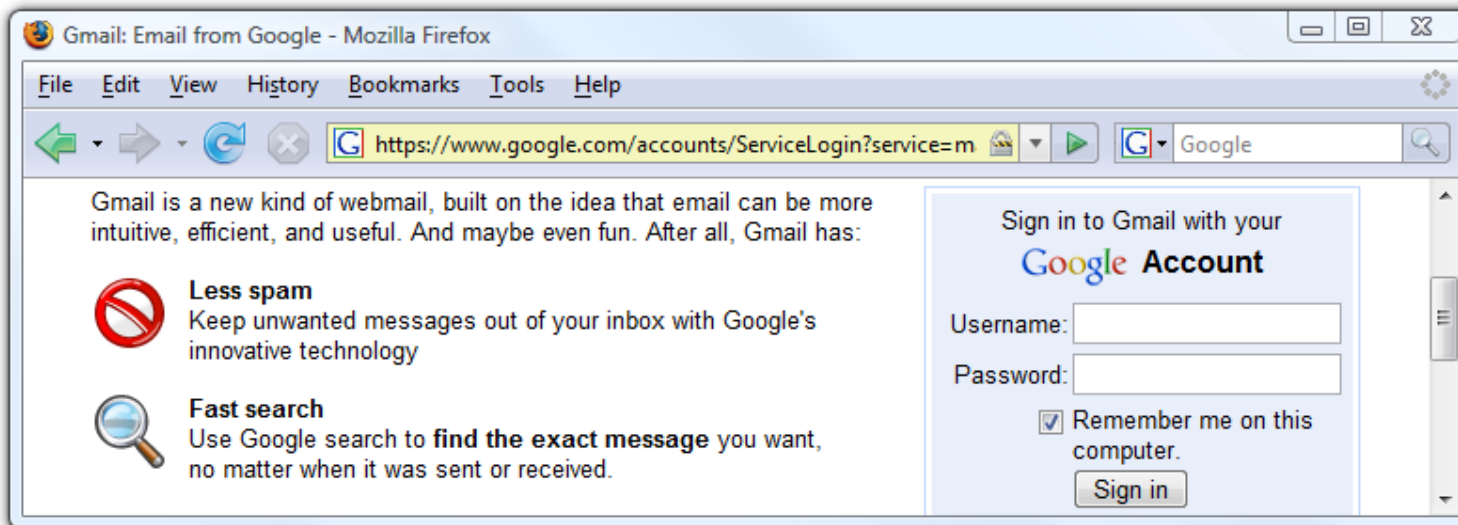 Gmail: Email from Google - Mozilla Firefox
File Edit View History Bookmarks Tools Help
G https://www.google.com/accounts/ServiceLogin?service=m G Google
Gmail is a new kind of webmail, built on the idea that email can be more
intuitive, efficient, and useful. And maybe even fun. After all, Gmail has:
Less spam
Keep unwanted messages out of your inbox with Google's
innovative technology
Fast search
Use Google search to find the exact message you want,
no matter when it was sent or received.
Sign in to Gmail with your
Google Account
Username:
Password:
Remember me on this
computer.
Sign in